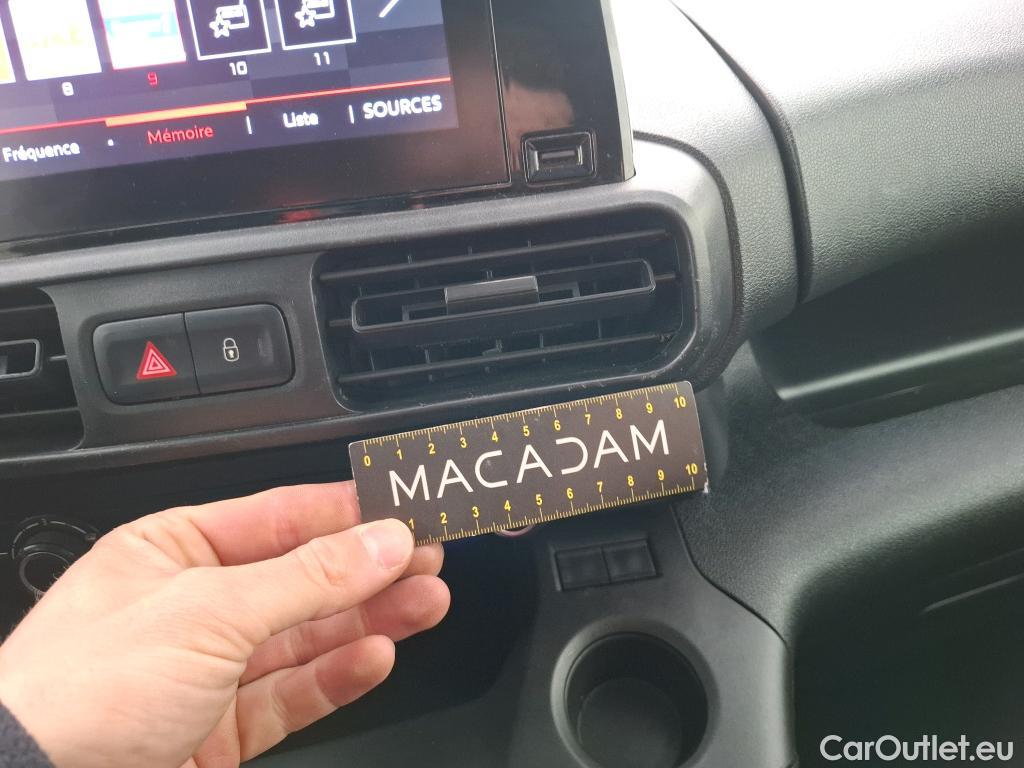 8 9 10 11
Fréquence Mémoire | Liste | SOURCES
0 1 2 3 4 5 6 7 8 9 10
MACADAM
1 2 3 4 5 6 7 8 9 10
CarOutlet.eu